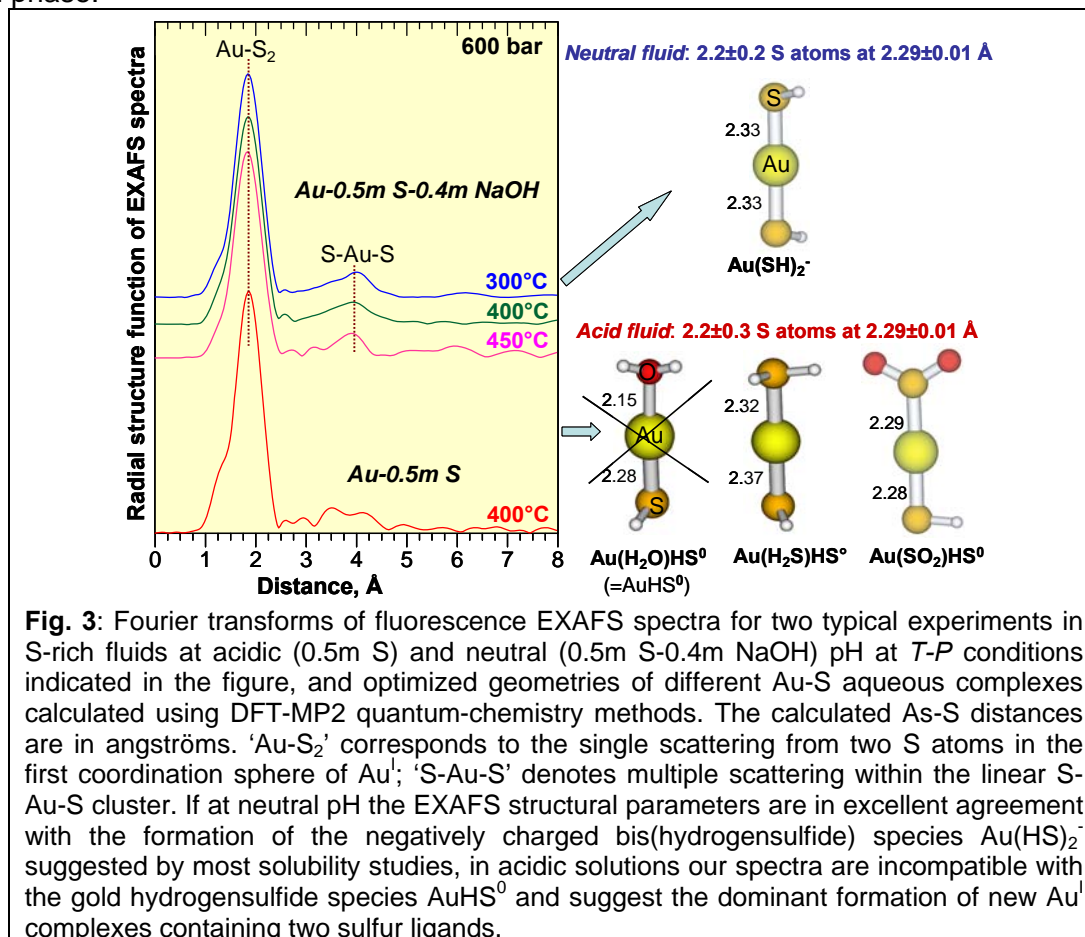 phase.
Au-S₂
600 bar
Neutral fluid: 2.2±0.2 S atoms at 2.29±0.01 Å
Radial structure function of EXAFS spectra
S
2.33
Au
2.33
Au(SH)₂⁻
Au-0.5m S-0.4m NaOH
S-Au-S
300°C
400°C
450°C
Acid fluid: 2.2±0.3 S atoms at 2.29±0.01 Å
O
2.15
Au
2.28
S
2.32
2.37
2.29
2.28
Au-0.5m S
400°C
Au(H₂O)HS⁰
(=AuHS⁰)
Au(H₂S)HS°
Au(SO₂)HS⁰
0 1 2 3 4 5 6 7 8
Distance, Å
Fig. 3: Fourier transforms of fluorescence EXAFS spectra for two typical experiments in
S-rich fluids at acidic (0.5m S) and neutral (0.5m S-0.4m NaOH) pH at T-P conditions
indicated in the figure, and optimized geometries of different Au-S aqueous complexes
calculated using DFT-MP2 quantum-chemistry methods. The calculated As-S distances
are in angströms. ‘Au-S₂’ corresponds to the single scattering from two S atoms in the
first coordination sphere of Auᴵ; ‘S-Au-S’ denotes multiple scattering within the linear S-
Au-S cluster. If at neutral pH the EXAFS structural parameters are in excellent agreement
with the formation of the negatively charged bis(hydrogensulfide) species Au(HS)₂⁻
suggested by most solubility studies, in acidic solutions our spectra are incompatible with
the gold hydrogensulfide species AuHS⁰ and suggest the dominant formation of new Auᴵ
complexes containing two sulfur ligands.